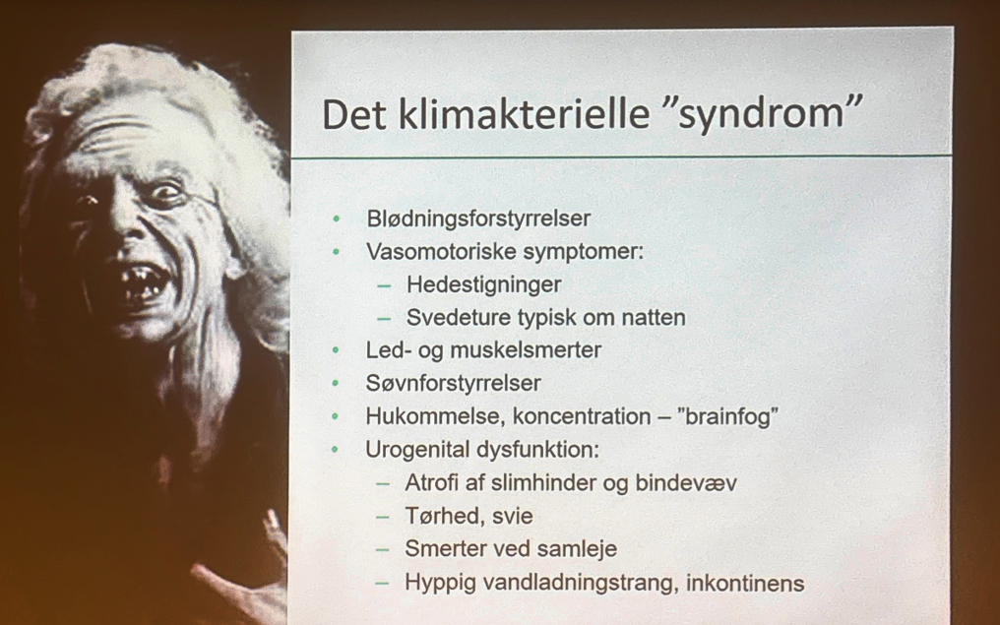 Det klimakterielle ”syndrom”
• Blødningsforstyrrelser
• Vasomotoriske symptomer:
– Hedestigninger
– Svedeture typisk om natten
• Led- og muskelsmerter
• Søvnforstyrrelser
• Hukommelse, koncentration – ”brainfog”
• Urogenital dysfunktion:
– Atrofi af slimhinder og bindevæv
– Tørhed, svie
– Smerter ved samleje
– Hyppig vandladningstrang, inkontinens